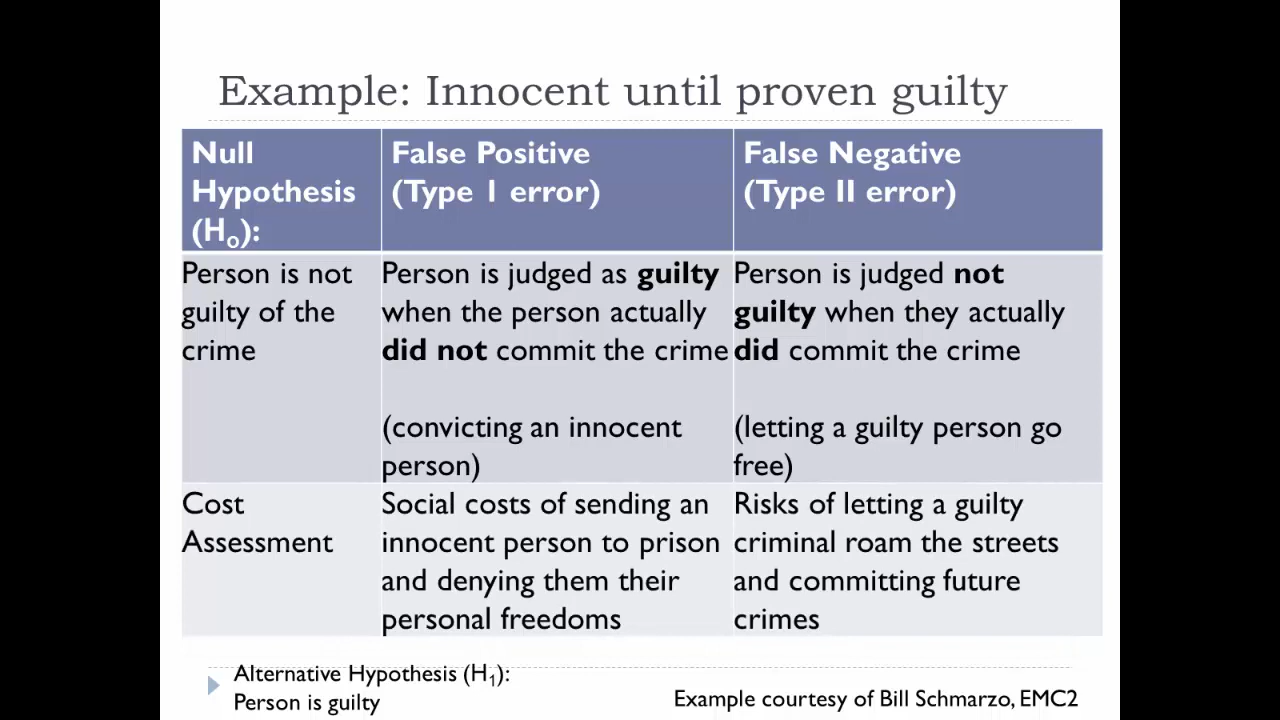 Example: Innocent until proven guilty
Null
Hypothesis
(H₀):
False Positive
(Type 1 error)
False Negative
(Type II error)
Person is not
guilty of the
crime
Person is judged as guilty
when the person actually
did not commit the crime
(convicting an innocent
person)
Person is judged not
guilty when they actually
did commit the crime
(letting a guilty person go
free)
Cost
Assessment
Social costs of sending an
innocent person to prison
and denying them their
personal freedoms
Risks of letting a guilty
criminal roam the streets
and committing future
crimes
Alternative Hypothesis (H₁):
Person is guilty
Example courtesy of Bill Schmarzo, EMC2